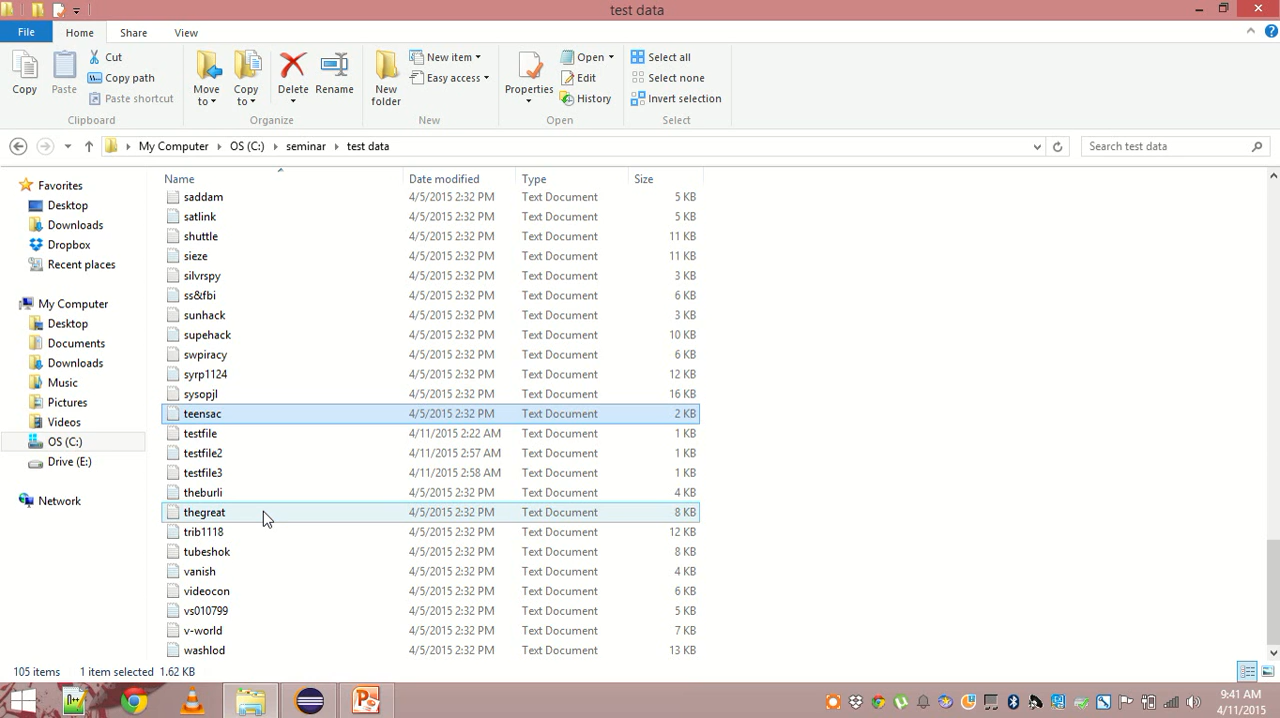 test data
File Home Share View
Copy
Paste
Cut
Copy path
Paste shortcut
Clipboard
Move to
Copy to
Delete
Rename
Organize
New folder
New item
Easy access
New
Properties
Open
Edit
History
Open
Select all
Select none
Invert selection
Select
My Computer OS (C:) seminar test data
Search test data
Favorites
Desktop
Downloads
Dropbox
Recent places
My Computer
Desktop
Documents
Downloads
Music
Pictures
Videos
OS (C:)
Drive (E:)
Network
Name Date modified Type Size
saddam 4/5/2015 2:32 PM Text Document 5 KB
satlink 4/5/2015 2:32 PM Text Document 5 KB
shuttle 4/5/2015 2:32 PM Text Document 11 KB
sieze 4/5/2015 2:32 PM Text Document 11 KB
silvrspy 4/5/2015 2:32 PM Text Document 3 KB
ss&fbi 4/5/2015 2:32 PM Text Document 6 KB
sunhack 4/5/2015 2:32 PM Text Document 3 KB
supehack 4/5/2015 2:32 PM Text Document 10 KB
swpiracy 4/5/2015 2:32 PM Text Document 6 KB
syrp1124 4/5/2015 2:32 PM Text Document 12 KB
sysopjl 4/5/2015 2:32 PM Text Document 16 KB
teensac 4/5/2015 2:32 PM Text Document 2 KB
testfile 4/11/2015 2:22 AM Text Document 1 KB
testfile2 4/11/2015 2:57 AM Text Document 1 KB
testfile3 4/11/2015 2:58 AM Text Document 1 KB
theburli 4/5/2015 2:32 PM Text Document 4 KB
thegreat 4/5/2015 2:32 PM Text Document 8 KB
trib1118 4/5/2015 2:32 PM Text Document 12 KB
tubeshok 4/5/2015 2:32 PM Text Document 8 KB
vanish 4/5/2015 2:32 PM Text Document 4 KB
videocon 4/5/2015 2:32 PM Text Document 6 KB
vs010799 4/5/2015 2:32 PM Text Document 5 KB
v-world 4/5/2015 2:32 PM Text Document 7 KB
washlod 4/5/2015 2:32 PM Text Document 13 KB
105 items 1 item selected 1.62 KB
9:41 AM
4/11/2015